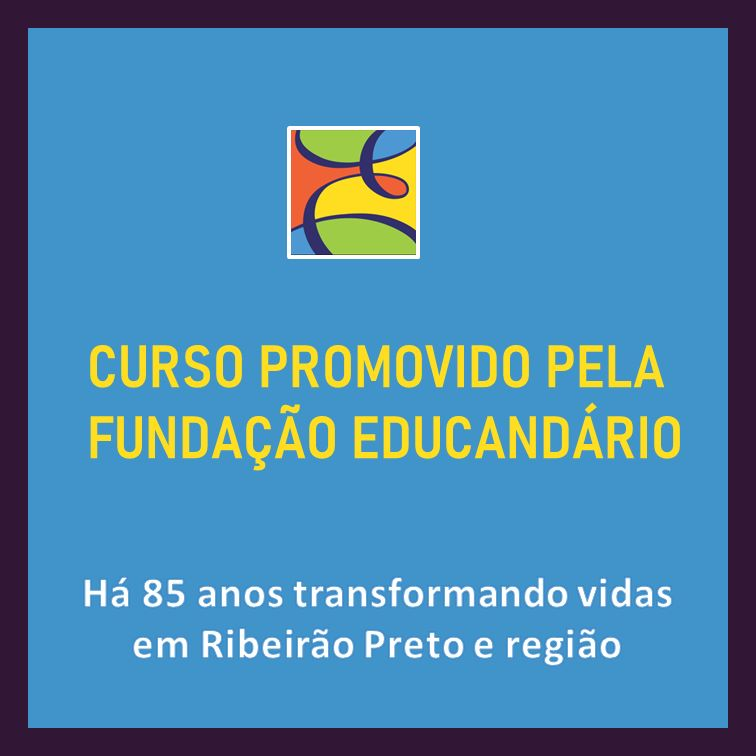 CURSO PROMOVIDO PELA
FUNDAÇÃO EDUCANDÁRIO
Há 85 anos transformando vidas
em Ribeirão Preto e região